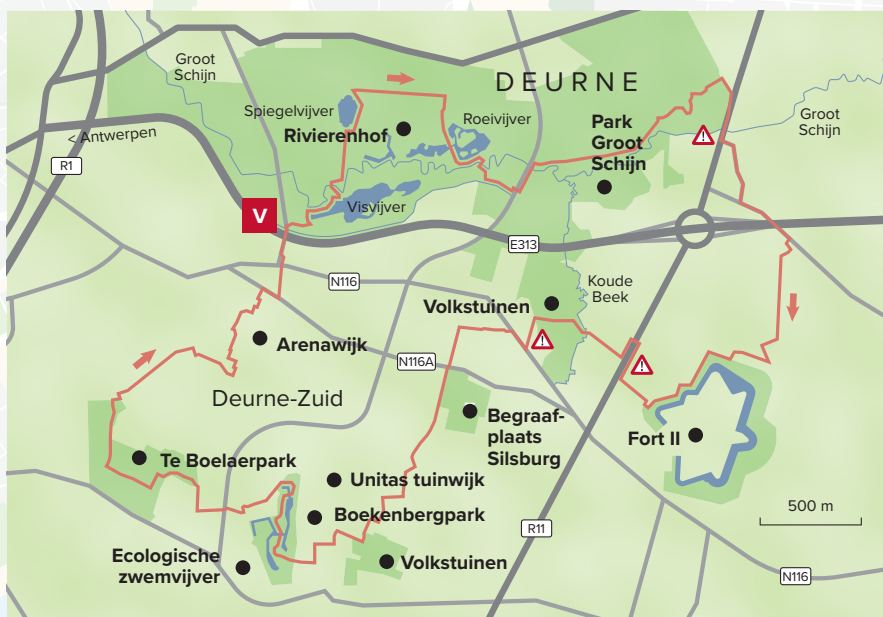 Groot
Schijn
DEURNE
Spiegelvijver
Roeivijver
Park
Groot
Schijn
Groot
Schijn
Rivierenhof
< Antwerpen
R1
V
Visvijver
E313
N116
Koude
Beek
Volkstuinen
Arenawijk
N116A
Deurne-Zuid
Begraaf-
plaats
Silsburg
Fort II
Te Boelaerpark
Unitas tuinwijk
Boekenbergpark
500 m
R11
Ecologische
zwemvijver
Volkstuinen
N116